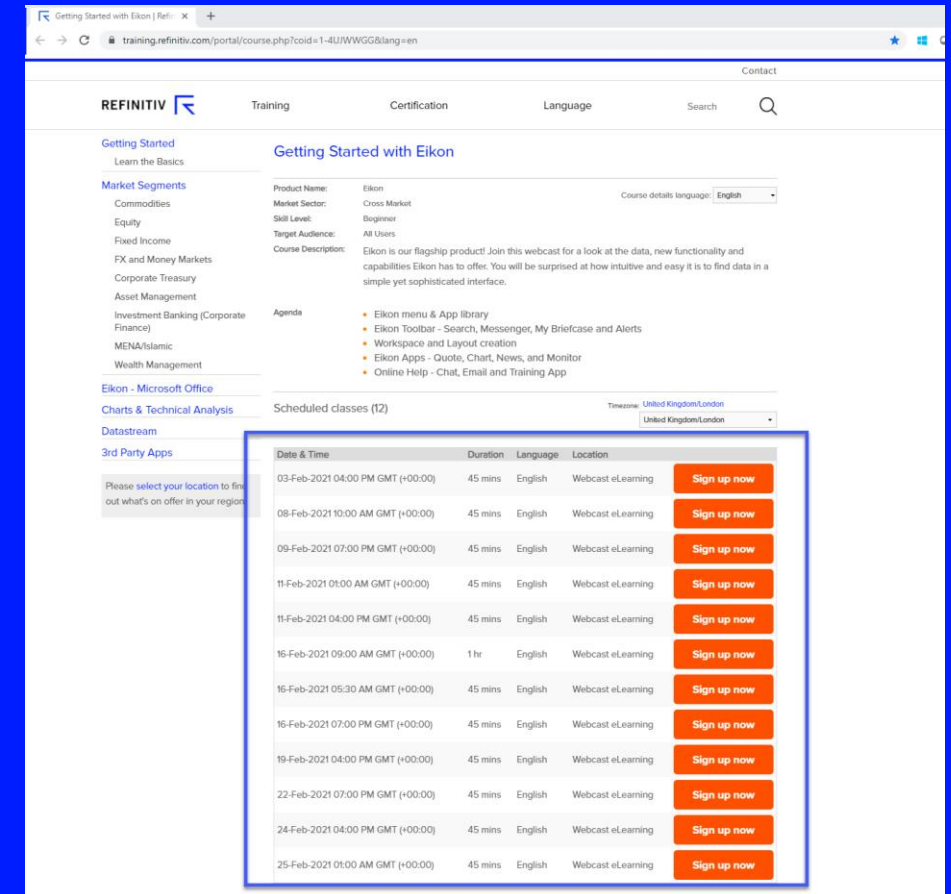 Getting Started with Eikon | Refin
training.refinitiv.com/portal/course.php?coid=1-4UJWWGG&lang=en
Contact
REFINITIV
Training
Certification
Language
Search
Getting Started
Learn the Basics
Market Segments
Commodities
Equity
Fixed Income
FX and Money Markets
Corporate Treasury
Asset Management
Investment Banking (Corporate
Finance)
MENA/Islamic
Wealth Management
Eikon - Microsoft Office
Charts & Technical Analysis
Datastream
3rd Party Apps
Please select your location to find
out what's on offer in your region
Getting Started with Eikon
Product Name: Eikon
Course details language: English
Market Sector: Cross Market
Skill Level: Beginner
Target Audience: All Users
Course Description: Eikon is our flagship product! Join this webcast for a look at the data, new functionality and
capabilities Eikon has to offer. You will be surprised at how intuitive and easy it is to find data in a
simple yet sophisticated interface.
Agenda
• Eikon menu & App library
• Eikon Toolbar - Search, Messenger, My Briefcase and Alerts
• Workspace and Layout creation
• Eikon Apps - Quote, Chart, News, and Monitor
• Online Help - Chat, Email and Training App
Scheduled classes (12)
Timezone: United Kingdom/London
United Kingdom/London
Date & Time Duration Language Location
03-Feb-2021 04:00 PM GMT (+00:00) 45 mins English Webcast eLearning Sign up now
08-Feb-2021 10:00 AM GMT (+00:00) 45 mins English Webcast eLearning Sign up now
09-Feb-2021 07:00 PM GMT (+00:00) 45 mins English Webcast eLearning Sign up now
11-Feb-2021 01:00 AM GMT (+00:00) 45 mins English Webcast eLearning Sign up now
11-Feb-2021 04:00 PM GMT (+00:00) 45 mins English Webcast eLearning Sign up now
16-Feb-2021 09:00 AM GMT (+00:00) 1 hr English Webcast eLearning Sign up now
16-Feb-2021 05:30 AM GMT (+00:00) 45 mins English Webcast eLearning Sign up now
16-Feb-2021 07:00 PM GMT (+00:00) 45 mins English Webcast eLearning Sign up now
19-Feb-2021 04:00 PM GMT (+00:00) 45 mins English Webcast eLearning Sign up now
22-Feb-2021 07:00 PM GMT (+00:00) 45 mins English Webcast eLearning Sign up now
24-Feb-2021 04:00 PM GMT (+00:00) 45 mins English Webcast eLearning Sign up now
25-Feb-2021 01:00 AM GMT (+00:00) 45 mins English Webcast eLearning Sign up now